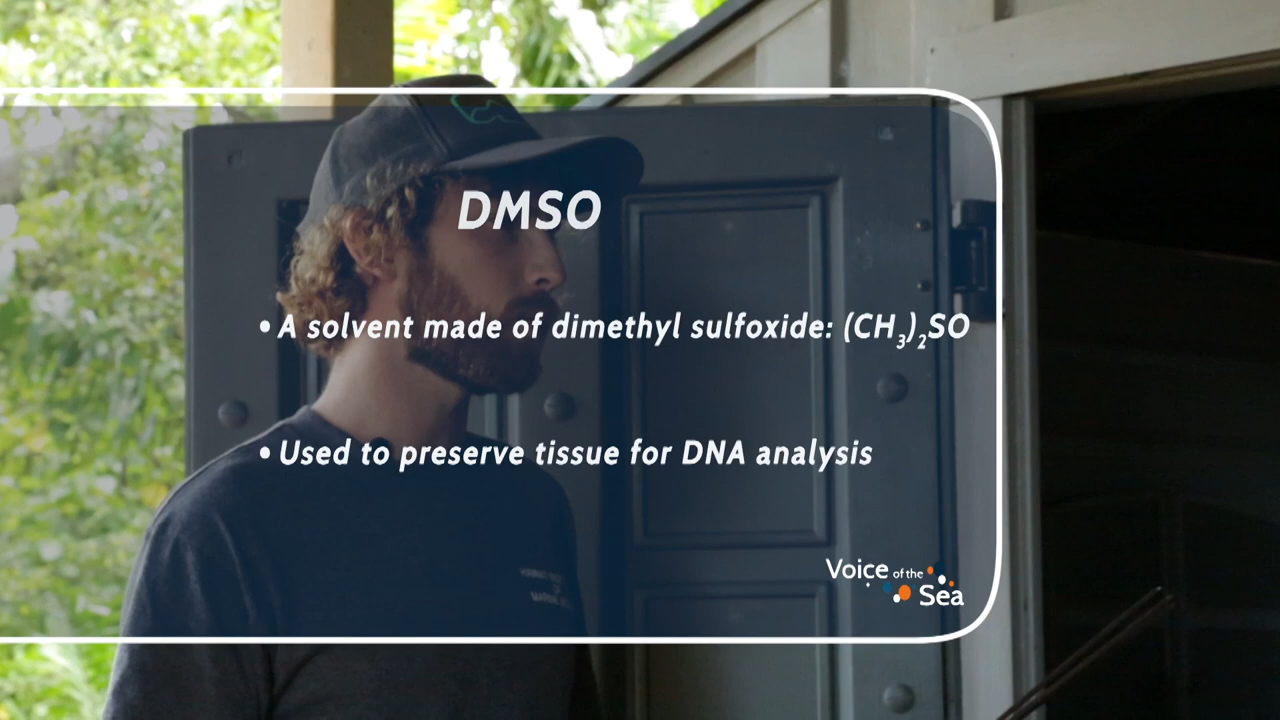 DMSO
• A solvent made of dimethyl sulfoxide: (CH₃)₂SO
• Used to preserve tissue for DNA analysis
Voice of the
Sea